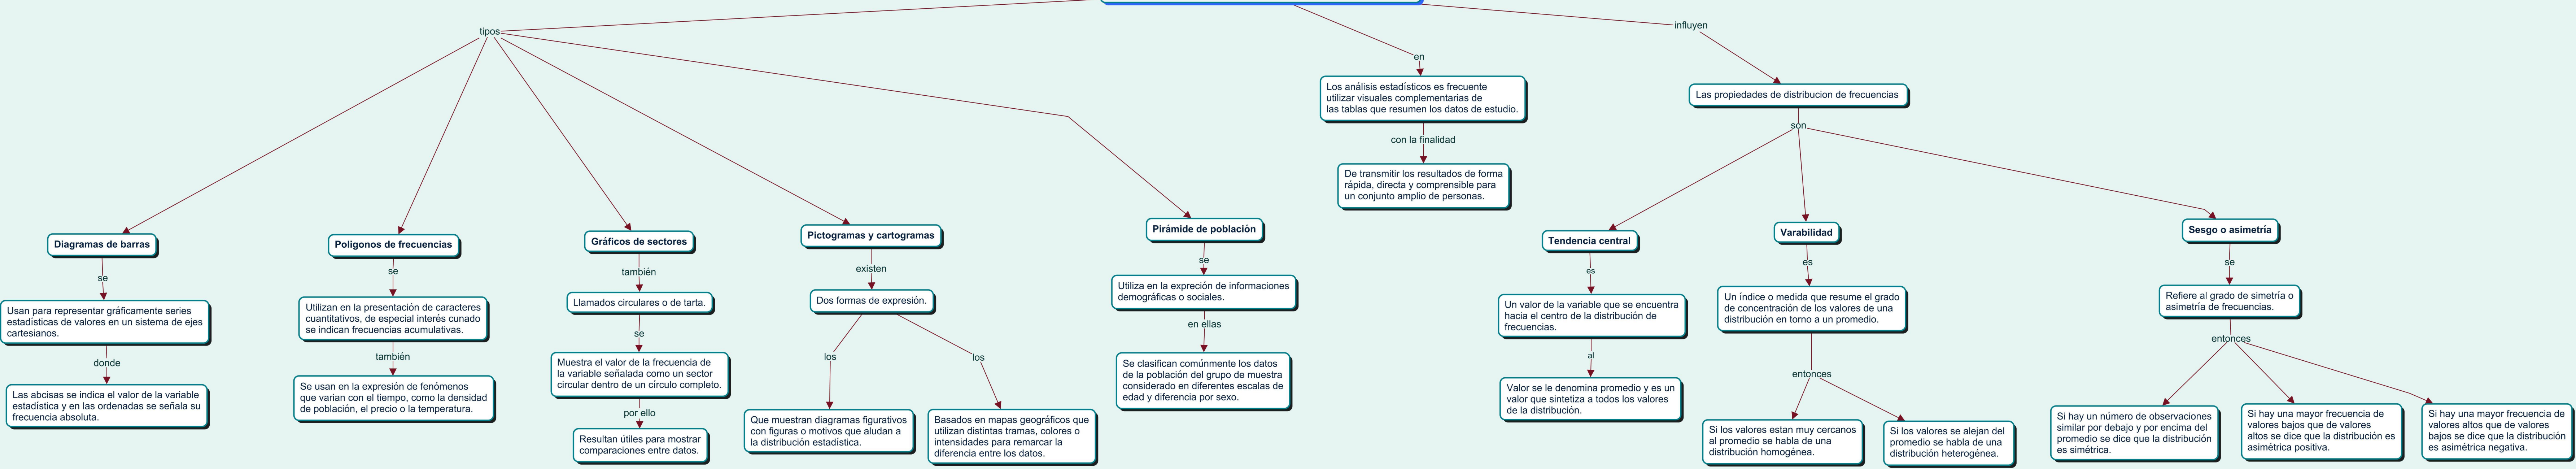 tipos
Diagramas de barras
se
Usan para representar gráficamente series
estadísticas de valores en un sistema de ejes
cartesianos.
donde
Las abcisas se indica el valor de la variable
estadística y en las ordenadas se señala su
frecuencia absoluta.
Poligonos de frecuencias
se
Utilizan en la presentación de caracteres
cuantitativos, de especial interés cunado
se indican frecuencias acumulativas.
también
Se usan en la expresión de fenómenos
que varian con el tiempo, como la densidad
de población, el precio o la temperatura.
Gráficos de sectores
también
Llamados circulares o de tarta.
se
Muestra el valor de la frecuencia de
la variable señalada como un sector
circular dentro de un círculo completo.
por ello
Resultan útiles para mostrar
comparaciones entre datos.
Pictogramas y cartogramas
existen
Dos formas de expresión.
los
Que muestran diagramas figurativos
con figuras o motivos que aludan a
la distribución estadística.
los
Basados en mapas geográficos que
utilizan distintas tramas, colores o
intensidades para remarcar la
diferencia entre los datos.
Pirámide de población
se
Utiliza en la expreción de informaciones
demográficas o sociales.
en ellas
Se clasifican comúnmente los datos
de la población del grupo de muestra
considerado en diferentes escalas de
edad y diferencia por sexo.
en
Los análisis estadísticos es frecuente
utilizar visuales complementarias de
las tablas que resumen los datos de estudio.
con la finalidad
De transmitir los resultados de forma
rápida, directa y comprensible para
un conjunto amplio de personas.
influyen
Las propiedades de distribucion de frecuencias
son
Tendencia central
es
Un valor de la variable que se encuentra
hacia el centro de la distribución de
frecuencias.
al
Valor se le denomina promedio y es un
valor que sintetiza a todos los valores
de la distribución.
Varabilidad
es
Un índice o medida que resume el grado
de concentración de los valores de una
distribución en torno a un promedio.
entonces
Si los valores estan muy cercanos
al promedio se habla de una
distribución homogénea.
Si los valores se alejan del
promedio se habla de una
distribución heterogénea.
Sesgo o asimetría
se
Refiere al grado de simetría o
asimetría de frecuencias.
entonces
Si hay un número de observaciones
similar por debajo y por encima del
promedio se dice que la distribución
es simétrica.
Si hay una mayor frecuencia de
valores bajos que de valores
altos se dice que la distribución es
asimétrica positiva.
Si hay una mayor frecuencia de
valores altos que de valores
bajos se dice que la distribución
es asimétrica negativa.